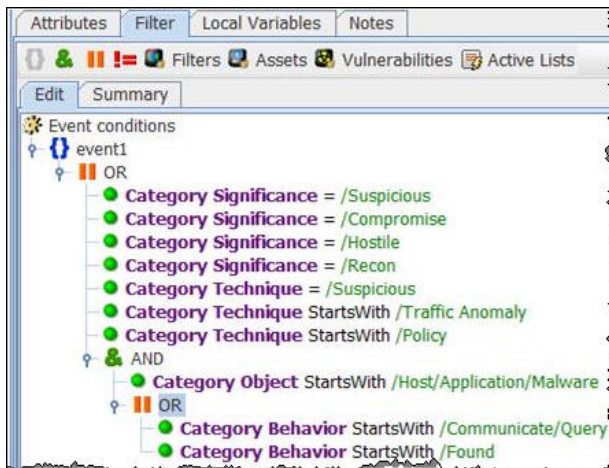 Attributes Filter Local Variables Notes
!= Filters Assets Vulnerabilities Active Lists
Edit Summary
Event conditions
event1
OR
Category Significance = /Suspicious
Category Significance = /Compromise
Category Significance = /Hostile
Category Significance = /Recon
Category Technique = /Suspicious
Category Technique StartsWith /Traffic Anomaly
Category Technique StartsWith /Policy
& AND
Category Object StartsWith /Host/Application/Malware
OR
Category Behavior StartsWith /Communicate/Query
Category Behavior StartsWith /Found